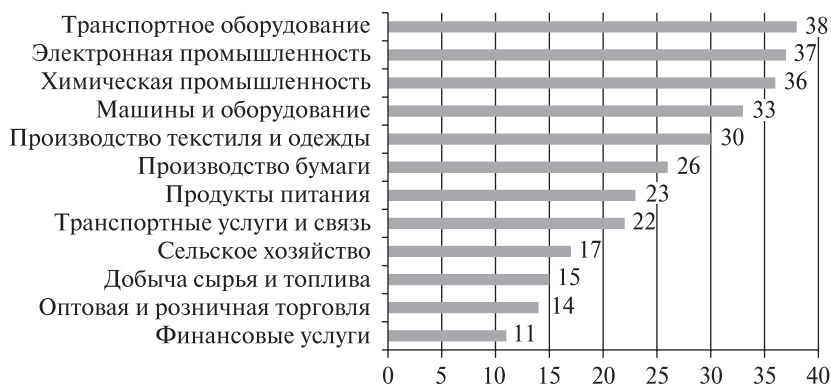 Транспортное оборудование 38
Электронная промышленность 37
Химическая промышленность 36
Машины и оборудование 33
Производство текстиля и одежды 30
Производство бумаги 26
Продукты питания 23
Транспортные услуги и связь 22
Сельское хозяйство 17
Добыча сырья и топлива 15
Оптовая и розничная торговля 14
Финансовые услуги 11
0 5 10 15 20 25 30 35 40